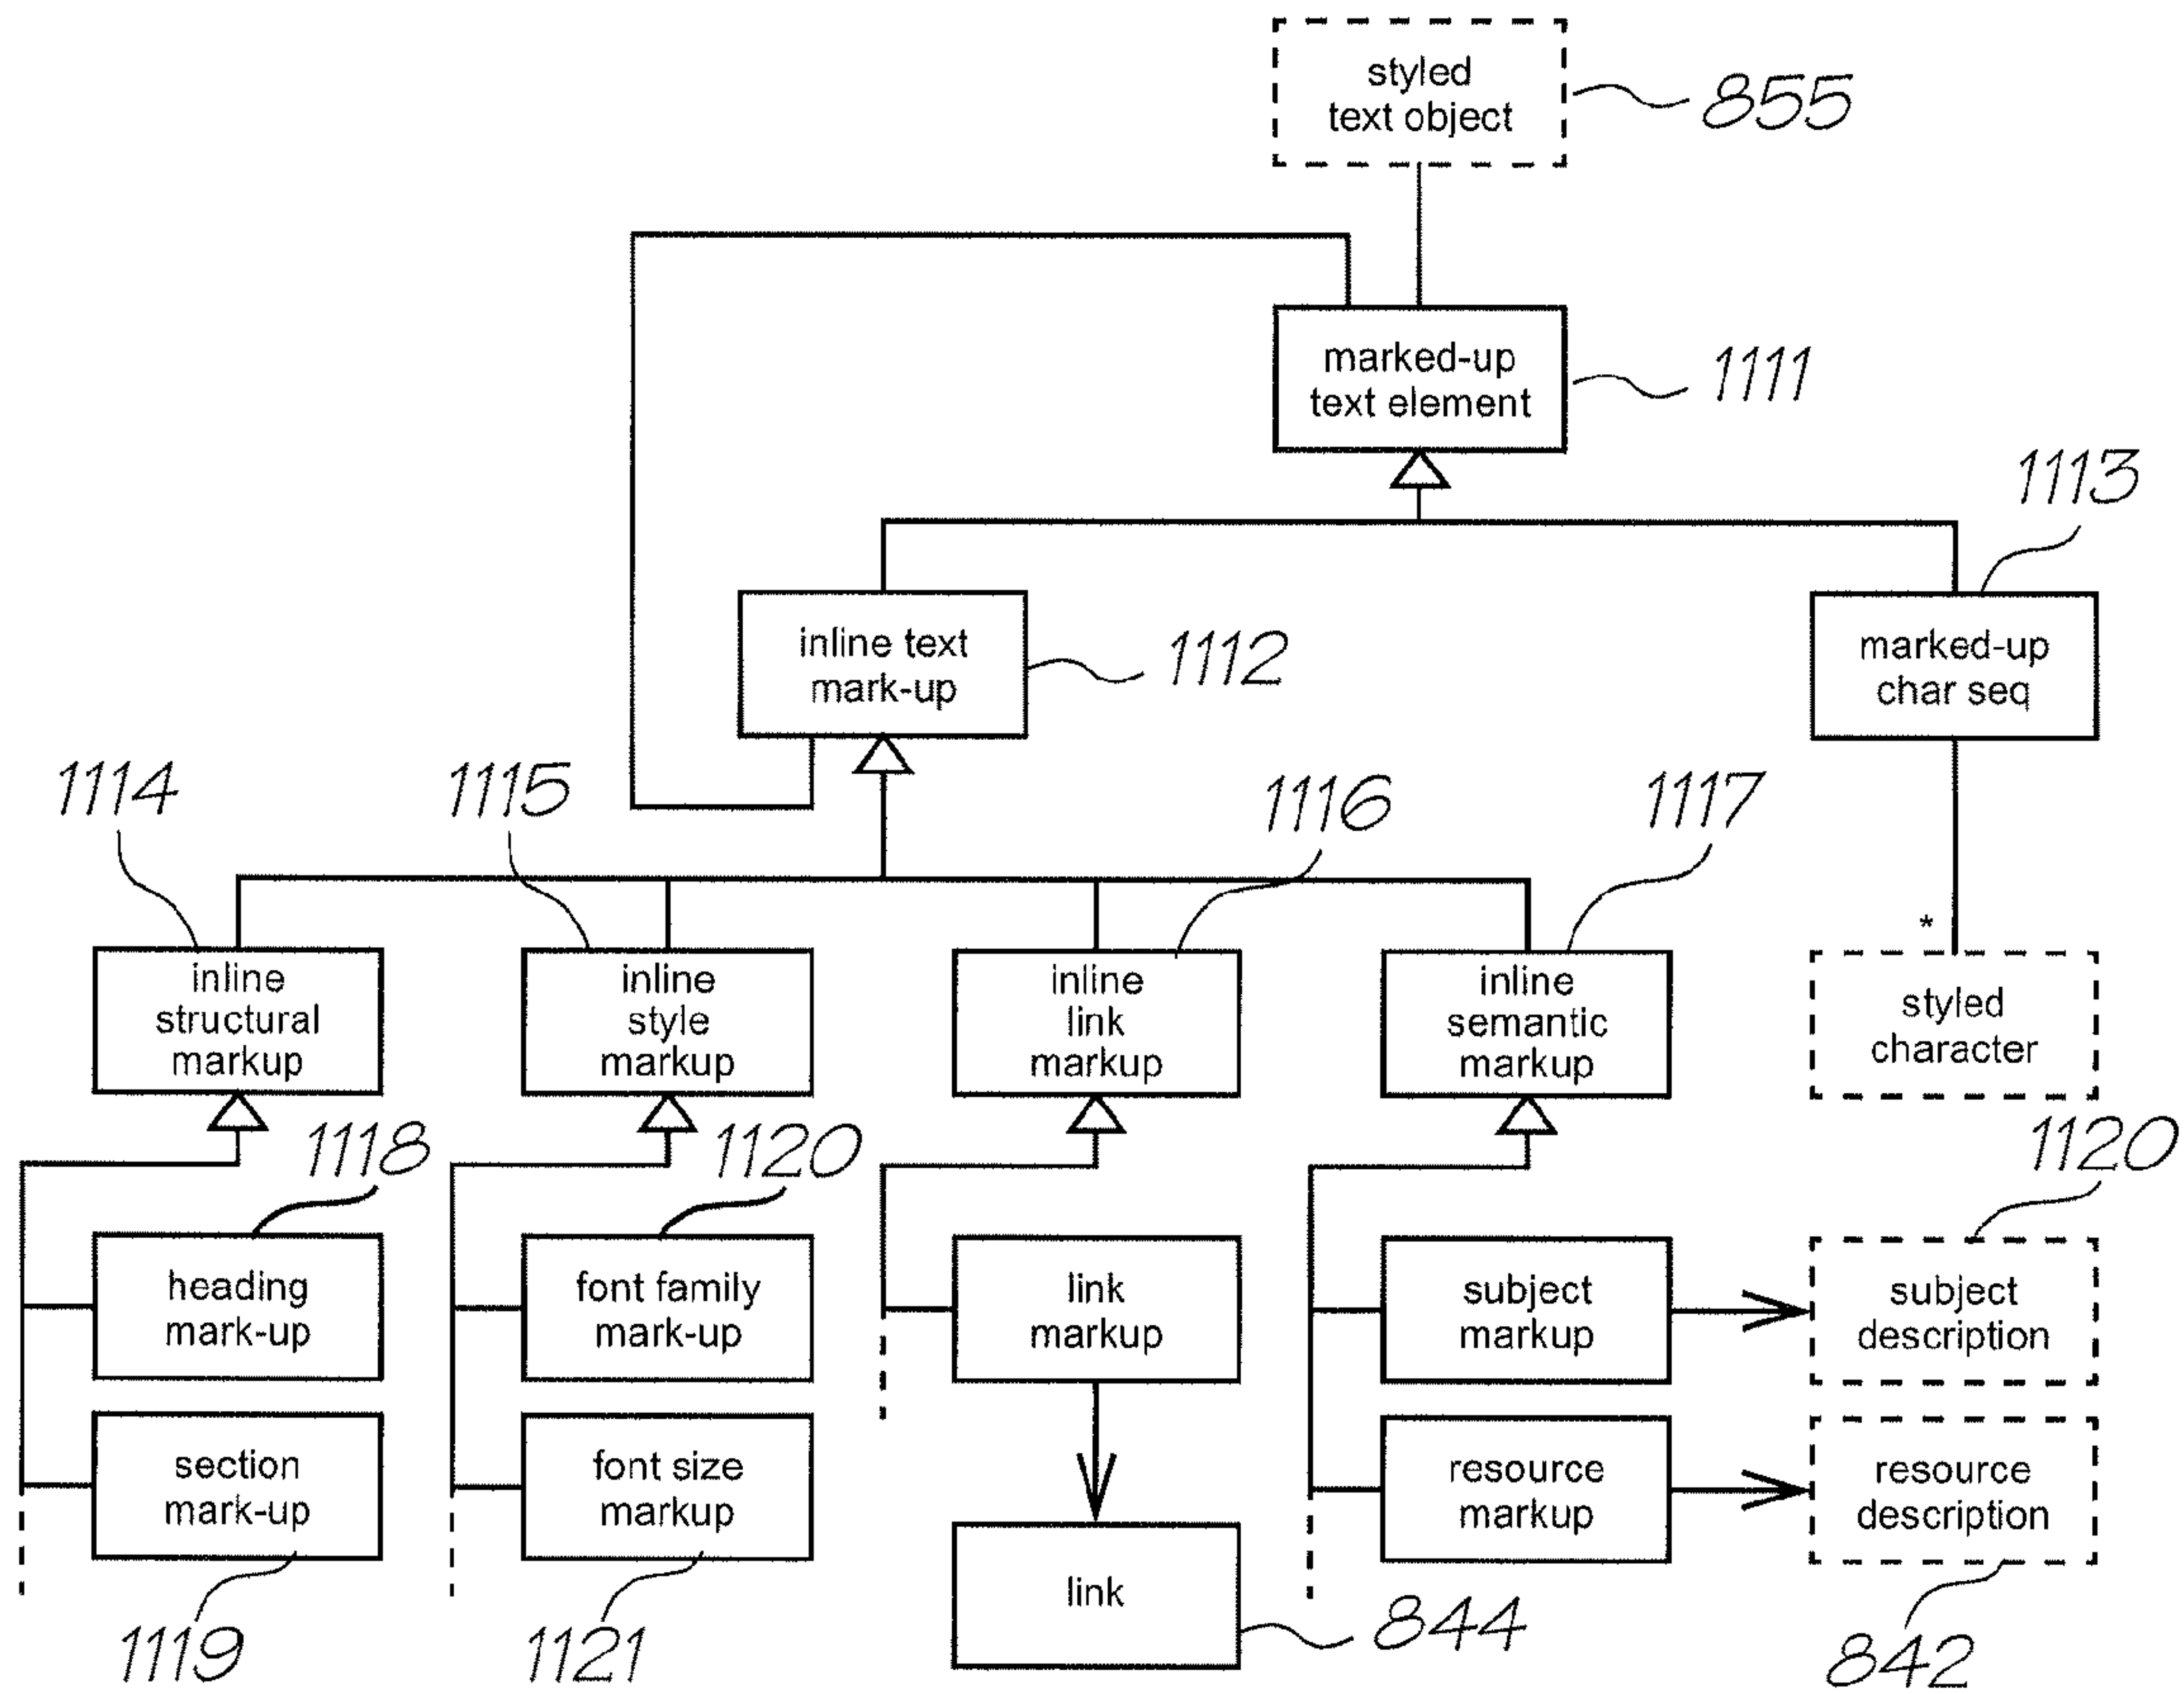 styled
text object
855
marked-up
text element
1111
1113
inline text
mark-up
1112
marked-up
char seq
1114
1115
1116
1117
*
inline
structural
markup
inline
style
markup
inline
link
markup
inline
semantic
markup
styled
character
1118
1120
1120
heading
mark-up
font family
mark-up
link
markup
subject
markup
subject
description
section
mark-up
font size
markup
resource
markup
resource
description
link
1119
1121
844
842